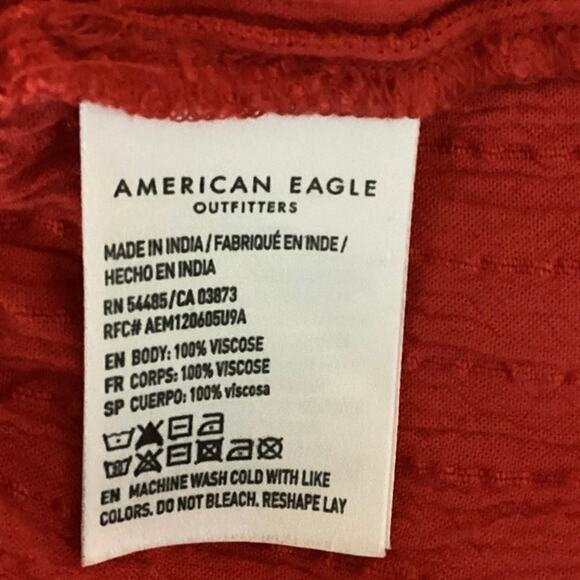 AMERICAN EAGLE
OUTFITTERS
MADE IN INDIA / FABRIQUÉ EN INDE /
HECHO EN INDIA
RN 54485/CA 03873
RFC# AEM120605U9A
EN BODY: 100% VISCOSE
FR CORPS: 100% VISCOSE
SP CUERPO: 100% viscosa
EN MACHINE WASH COLD WITH LIKE
COLORS. DO NOT BLEACH. RESHAPE LAY